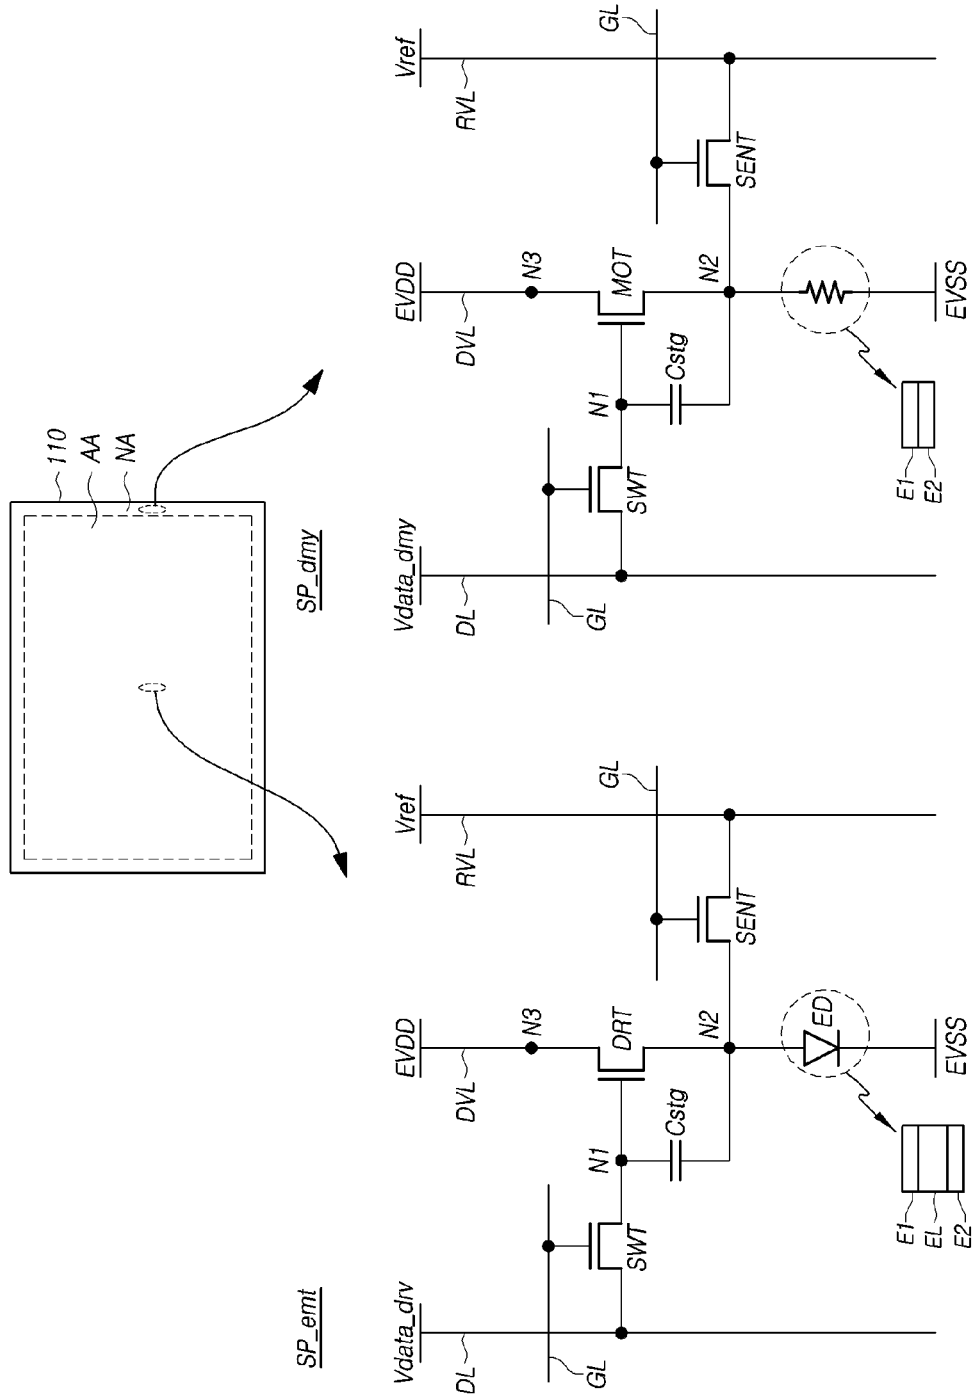 110
AA
NA
SP_emt
Vdata_drv
EVDD
Vref
DL
DVL
RVL
GL
N3
DRT
GL
SWT
N1
Cstg
N2
SENT
ED
E1
EL
E2
EVSS
SP_dmy
Vdata_dmy
EVDD
Vref
DL
DVL
RVL
GL
N3
MOT
GL
SWT
N1
Cstg
N2
SENT
E1
E2
EVSS